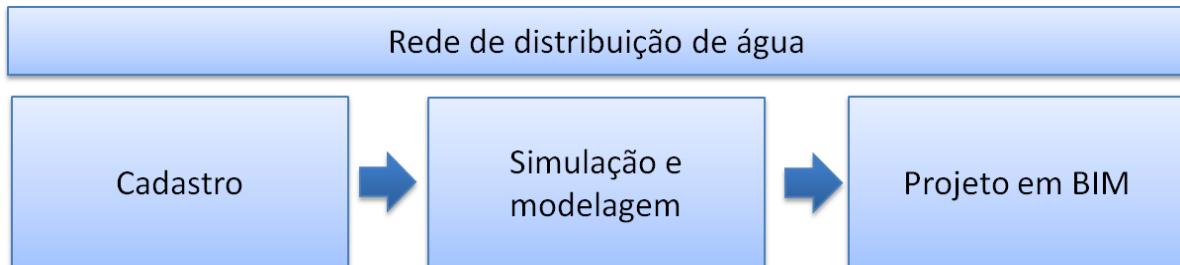 Rede de distribuição de água
Cadastro
Simulação e
modelagem
Projeto em BIM